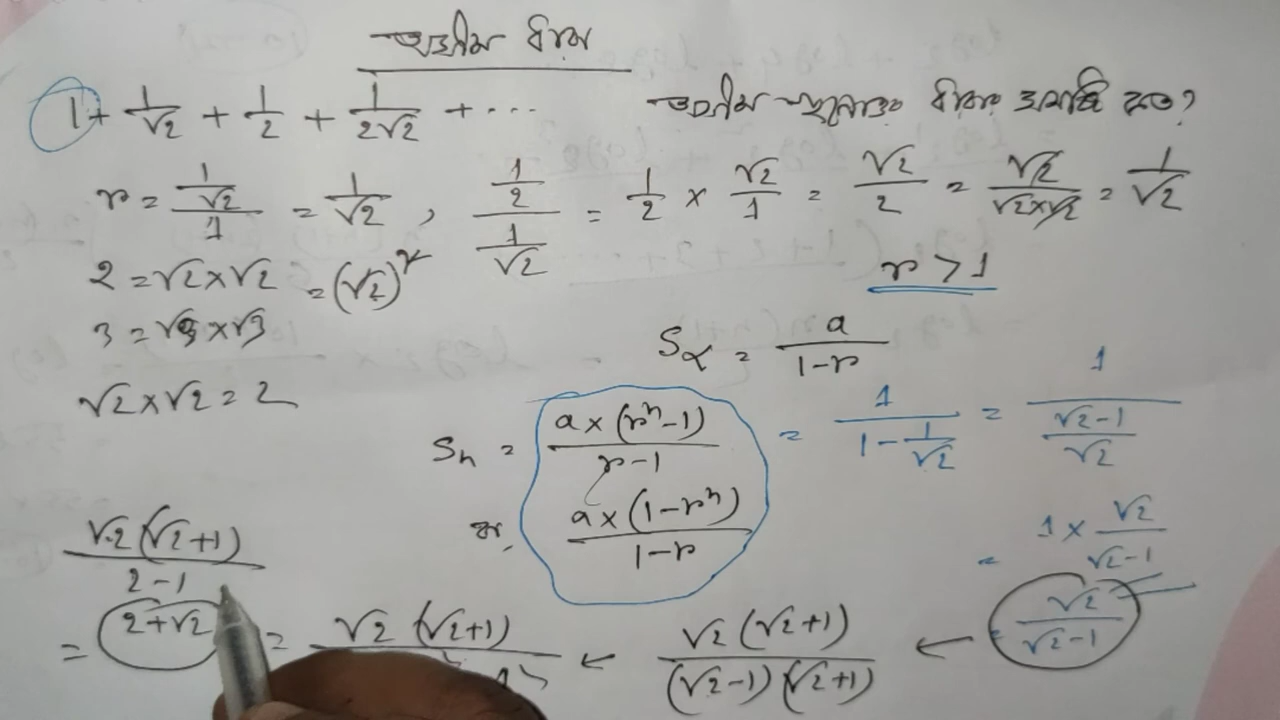 অসীম ধারা
1 + 1/√2 + 1/2 + 1/2√2 + ... অসীম গুণোত্তর ধারার সমষ্টি কত?
r = (1/√2)/1 = 1/√2 , (1/2)/(1/√2) = 1/2 × √2/1 = √2/2 = √2/(√2×√2) = 1/√2
2 = √2×√2 = (√2)²
r > 1
3 = √3×√3
S∝ = a/(1-r)
√2×√2 = 2
= 1/(1-1/√2) = 1/((√2-1)/√2)
Sn = a×(rⁿ-1)/(r-1)
বা, a×(1-rⁿ)/(1-r)
= 1×√2/(√2-1)
= √2/(√2-1)
← √2(√2+1)/((√2-1)(√2+1))
← = √2(√2+1)
√2(√2+1)/(2-1)
= 2+√2